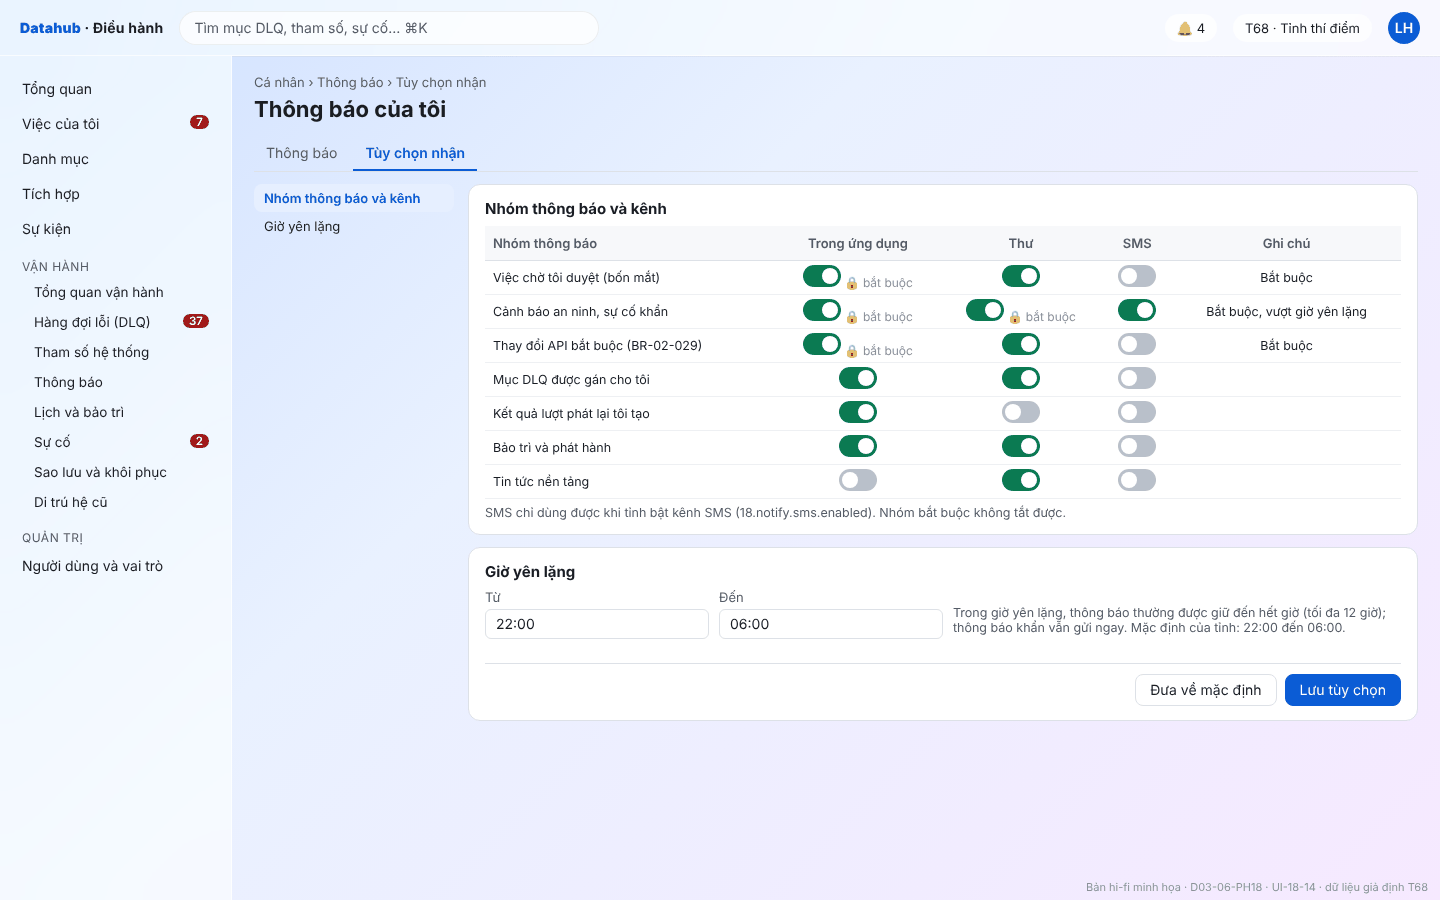 Datahub · Điều hành
Tìm mục DLQ, tham số, sự cố... ⌘K
🔔 4
T68 · Tỉnh thí điểm
LH
Tổng quan
Việc của tôi 7
Danh mục
Tích hợp
Sự kiện
VẬN HÀNH
Tổng quan vận hành
Hàng đợi lỗi (DLQ) 37
Tham số hệ thống
Thông báo
Lịch và bảo trì
Sự cố 2
Sao lưu và khôi phục
Di trú hệ cũ
QUẢN TRỊ
Người dùng và vai trò
Cá nhân › Thông báo › Tùy chọn nhận
Thông báo của tôi
Thông báo Tùy chọn nhận
Nhóm thông báo và kênh
Giờ yên lặng
Nhóm thông báo và kênh
Nhóm thông báo Trong ứng dụng Thư SMS Ghi chú
Việc chờ tôi duyệt (bốn mắt) 🔒 bắt buộc Bắt buộc
Cảnh báo an ninh, sự cố khẩn 🔒 bắt buộc 🔒 bắt buộc Bắt buộc, vượt giờ yên lặng
Thay đổi API bắt buộc (BR-02-029) 🔒 bắt buộc Bắt buộc
Mục DLQ được gán cho tôi
Kết quả lượt phát lại tôi tạo
Bảo trì và phát hành
Tin tức nền tảng
SMS chỉ dùng được khi tỉnh bật kênh SMS (18.notify.sms.enabled). Nhóm bắt buộc không tắt được.
Giờ yên lặng
Từ Đến
22:00 06:00
Trong giờ yên lặng, thông báo thường được giữ đến hết giờ (tối đa 12 giờ);
thông báo khẩn vẫn gửi ngay. Mặc định của tỉnh: 22:00 đến 06:00.
Đưa về mặc định Lưu tùy chọn
Bản hi-fi minh họa · D03-06-PH18 · UI-18-14 · dữ liệu giả định T68